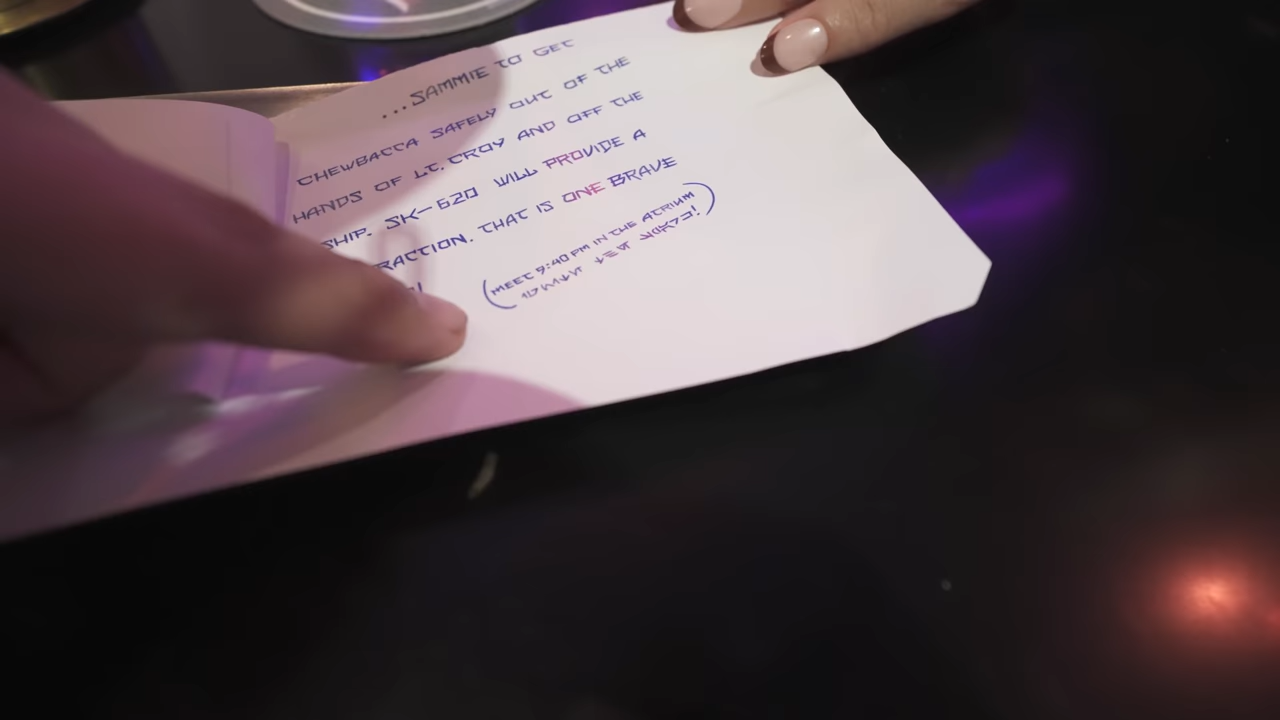 ...SAMMIE TO GET
CHEWBACCA SAFELY OUT OF THE
HANDS OF LT. CROY AND OFF THE
SHIP. SK-620 WILL PROVIDE A
RACTION. THAT IS ONE BRAVE
(MEET 9:40 PM IN THE ATRIUM